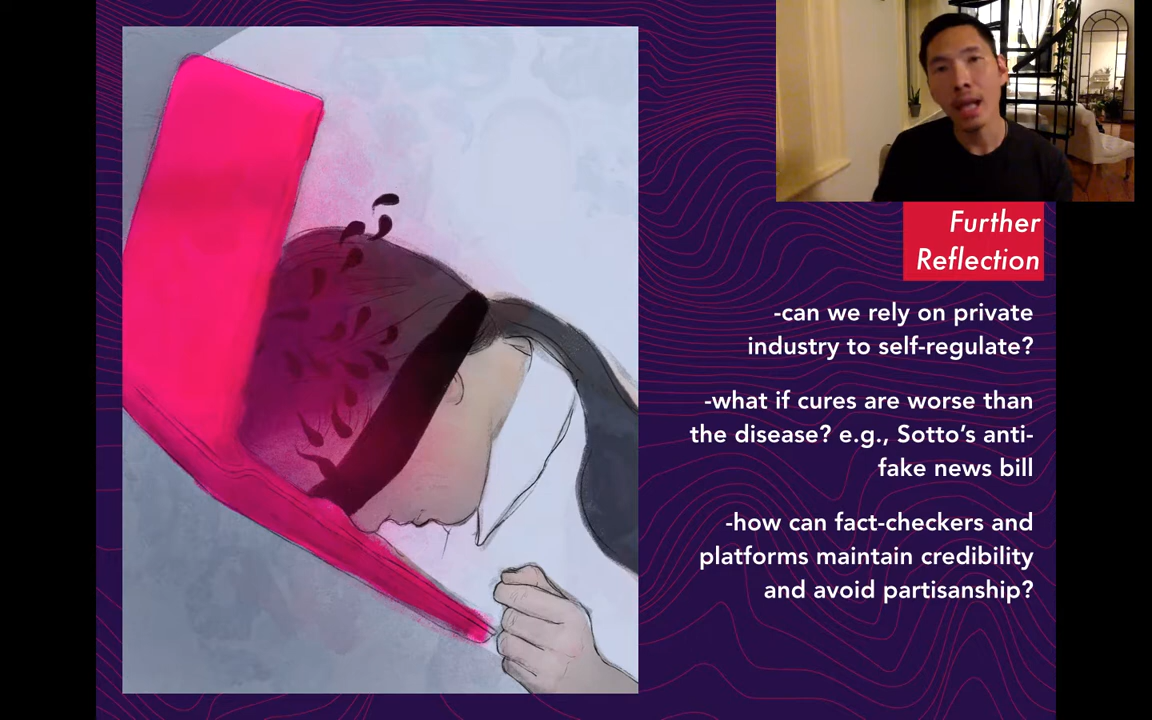 Further
Reflection
-can we rely on private
industry to self-regulate?
-what if cures are worse than
the disease? e.g., Sotto’s anti-
fake news bill
-how can fact-checkers and
platforms maintain credibility
and avoid partisanship?